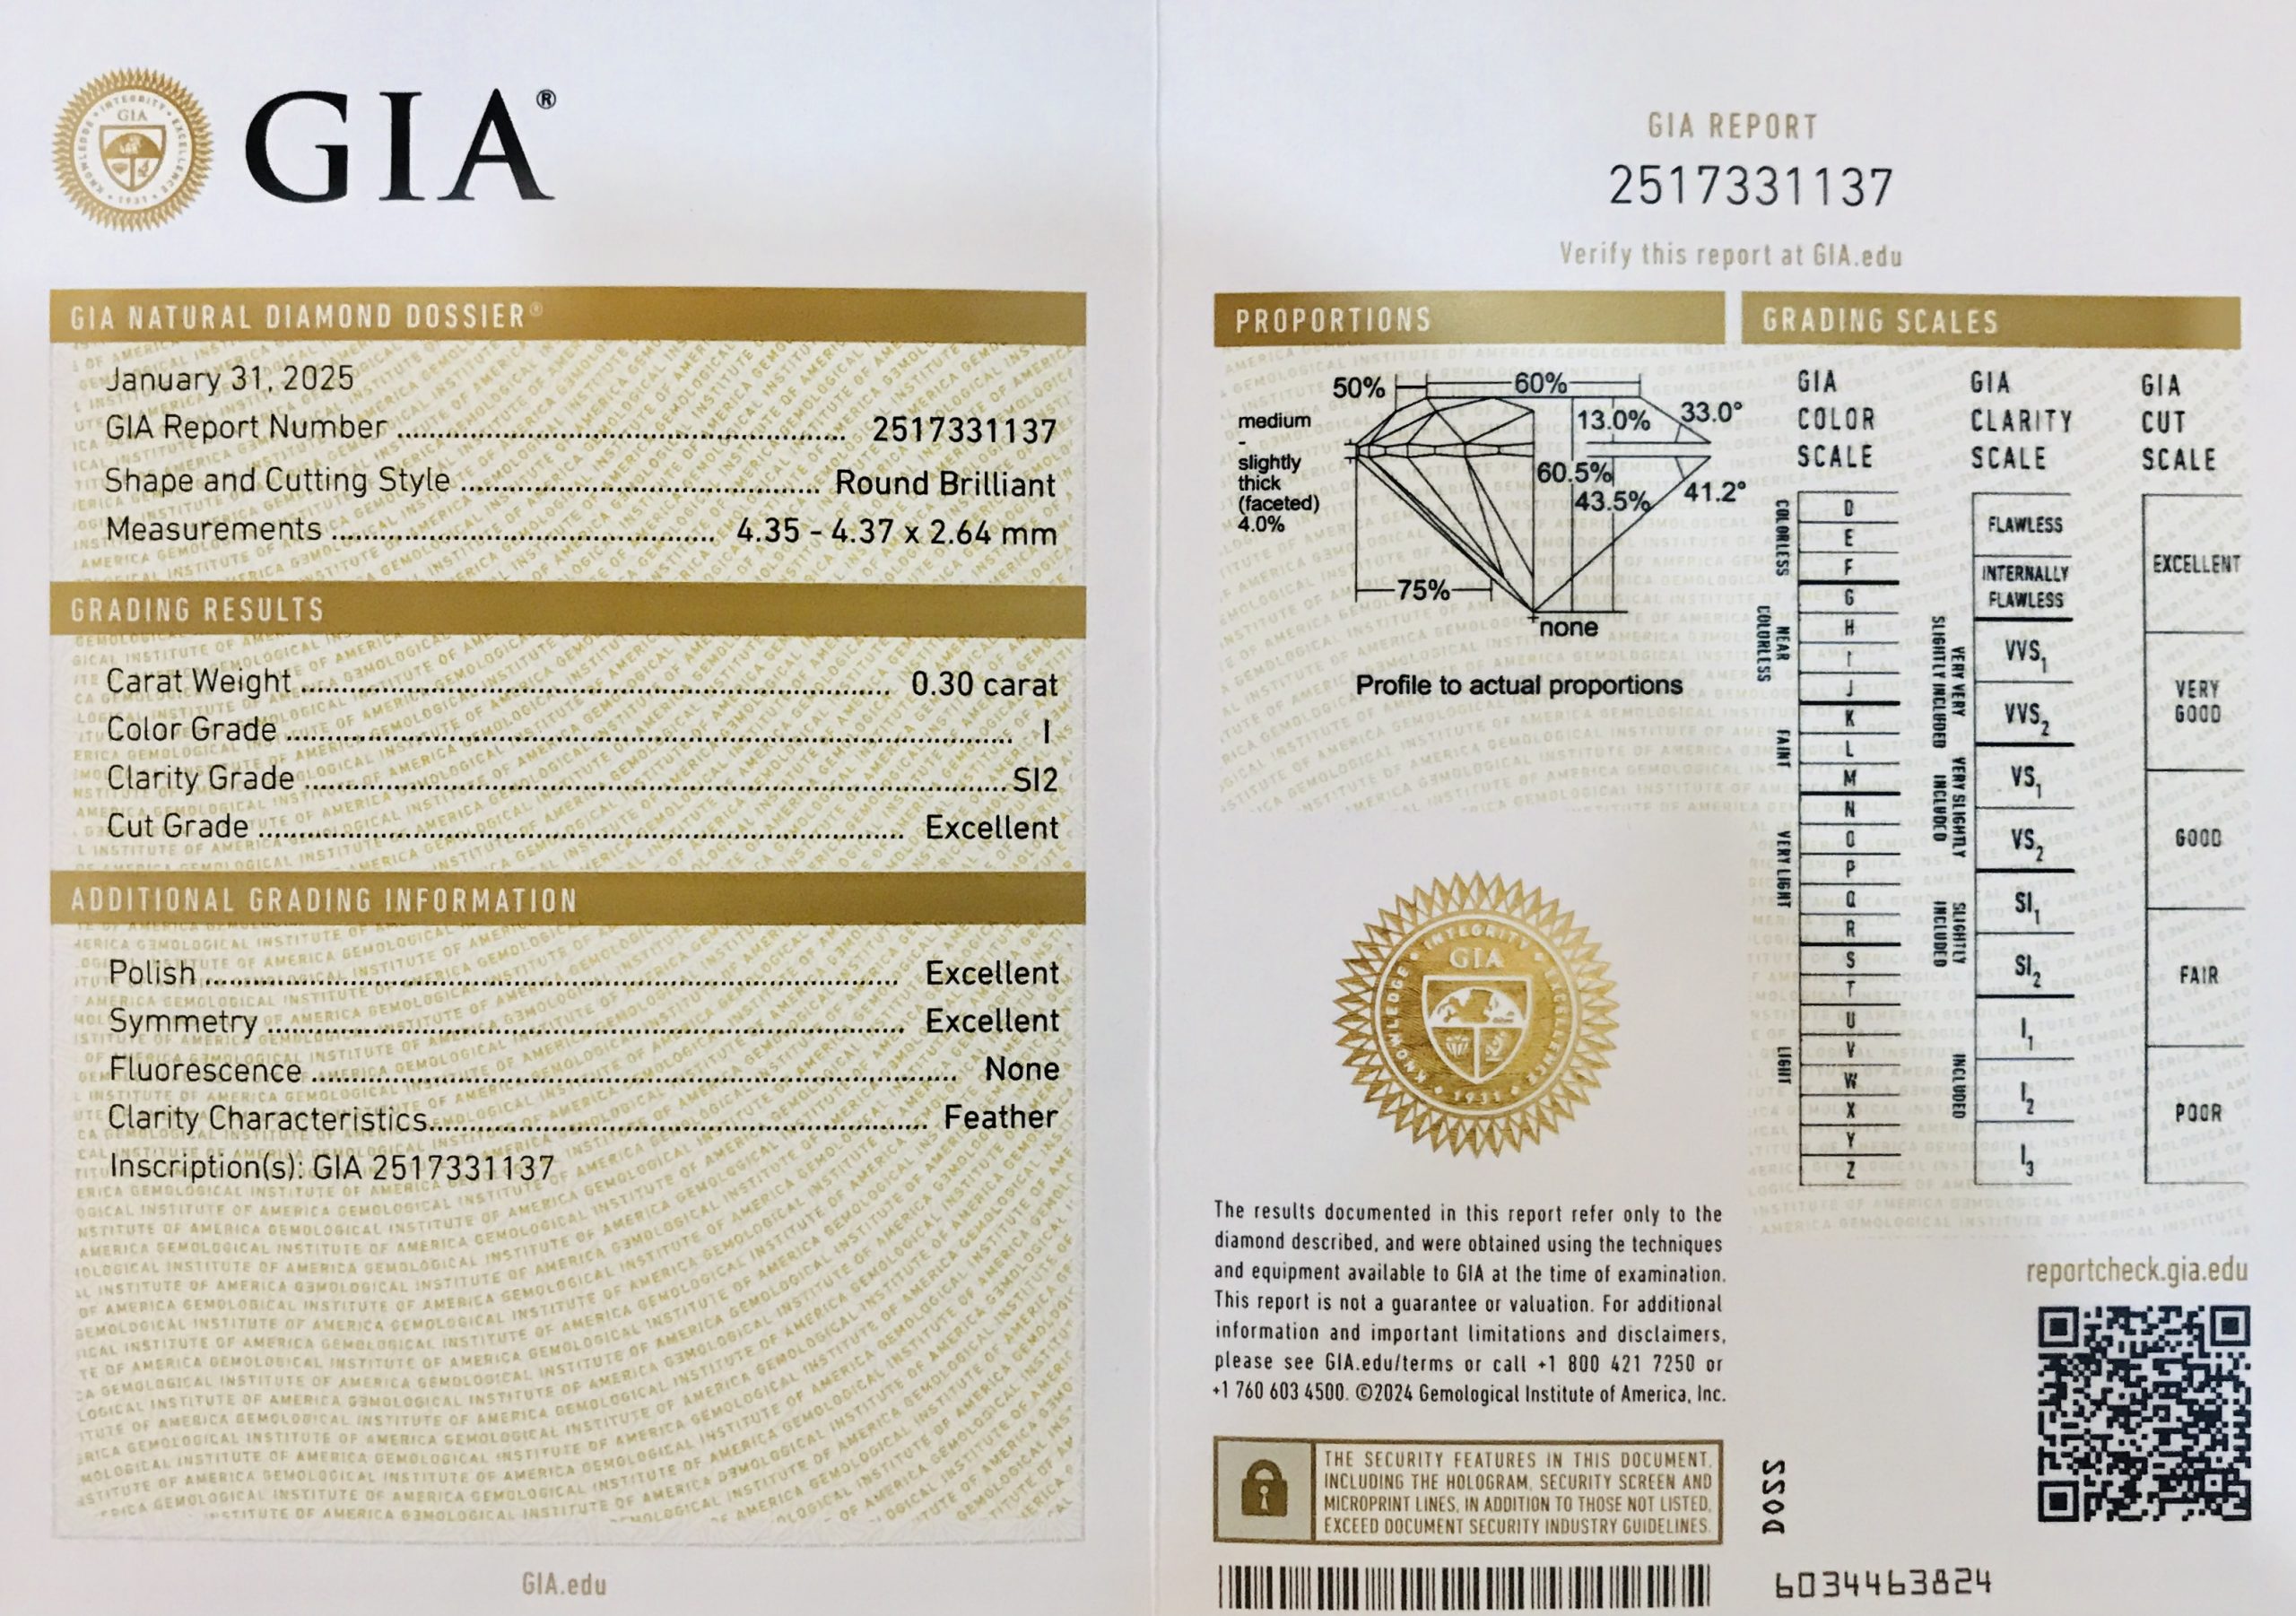 GIA®
GIA NATURAL DIAMOND DOSSIER®
January 31, 2025
GIA Report Number 2517331137
Shape and Cutting Style Round Brilliant
Measurements 4.35 - 4.37 x 2.64 mm
GRADING RESULTS
Carat Weight 0.30 carat
Color Grade I
Clarity Grade SI2
Cut Grade Excellent
ADDITIONAL GRADING INFORMATION
Polish Excellent
Symmetry Excellent
Fluorescence None
Clarity Characteristics Feather
Inscription(s): GIA 2517331137
GIA.edu
GIA REPORT
2517331137
Verify this report at GIA.edu
PROPORTIONS
50%
60%
medium
-
slightly
thick
(faceted)
4.0%
13.0%
33.0°
60.5%
43.5%
41.2°
75%
none
Profile to actual proportions
INTEGRITY
GIA
KNOWLEDGE
EXCELLENCE
1931
The results documented in this report refer only to the
diamond described, and were obtained using the techniques
and equipment available to GIA at the time of examination.
This report is not a guarantee or valuation. For additional
information and important limitations and disclaimers,
please see GIA.edu/terms or call +1 800 421 7250 or
+1 760 603 4500. ©2024 Gemological Institute of America, Inc.
THE SECURITY FEATURES IN THIS DOCUMENT,
INCLUDING THE HOLOGRAM, SECURITY SCREEN AND
MICROPRINT LINES, IN ADDITION TO THOSE NOT LISTED,
EXCEED DOCUMENT SECURITY INDUSTRY GUIDELINES.
GRADING SCALES
GIA
COLOR
SCALE
COLORLESS
D
E
F
NEAR
COLORLESS
G
H
I
J
FAINT
K
L
M
VERY LIGHT
N
O
P
Q
R
LIGHT
S
T
U
V
W
X
Y
Z
GIA
CLARITY
SCALE
FLAWLESS
INTERNALLY
FLAWLESS
VERY VERY
SLIGHTLY INCLUDED
VVS1
VVS2
VERY SLIGHTLY
INCLUDED
VS1
VS2
SLIGHTLY
INCLUDED
SI1
SI2
INCLUDED
I1
I2
I3
GIA
CUT
SCALE
EXCELLENT
VERY
GOOD
GOOD
FAIR
POOR
reportcheck.gia.edu
6034463824